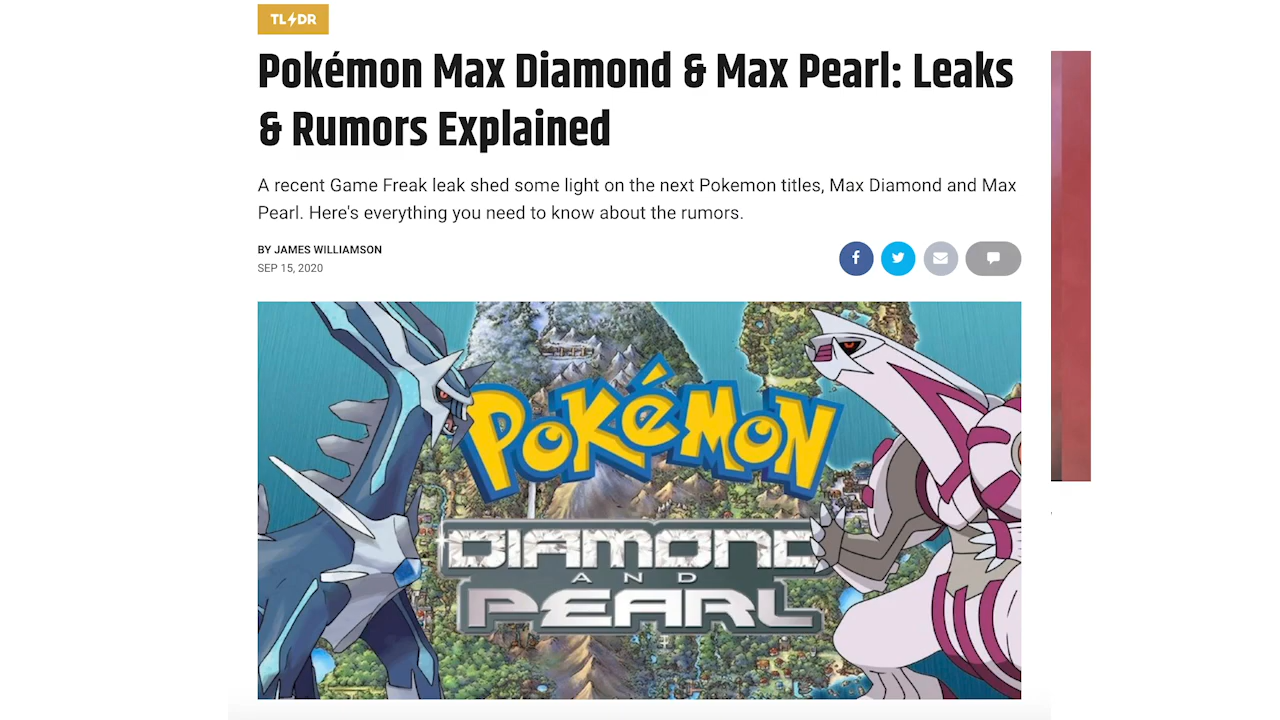 TL⚡DR
Pokémon Max Diamond & Max Pearl: Leaks
& Rumors Explained
A recent Game Freak leak shed some light on the next Pokemon titles, Max Diamond and Max
Pearl. Here's everything you need to know about the rumors.
BY JAMES WILLIAMSON
SEP 15, 2020
POKéMON
DIAMOND
AND
PEARL